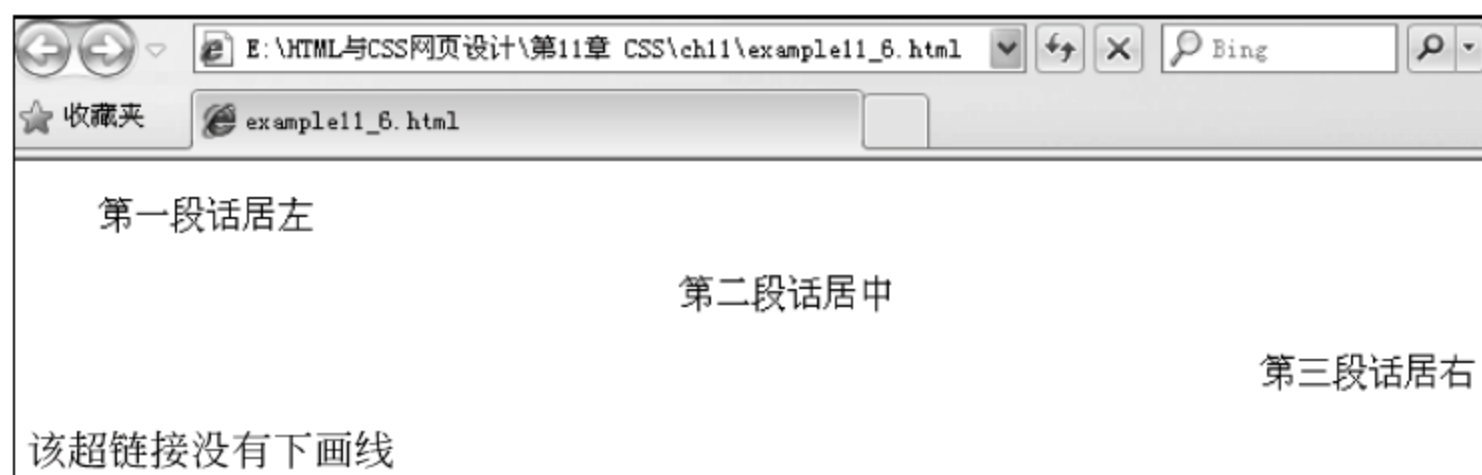 E:\HTML与CSS网页设计\第11章 CSS\ch11\example11_6.html
Bing
收藏夹
example11_6.html
第一段话居左
第二段话居中
第三段话居右
该超链接没有下画线